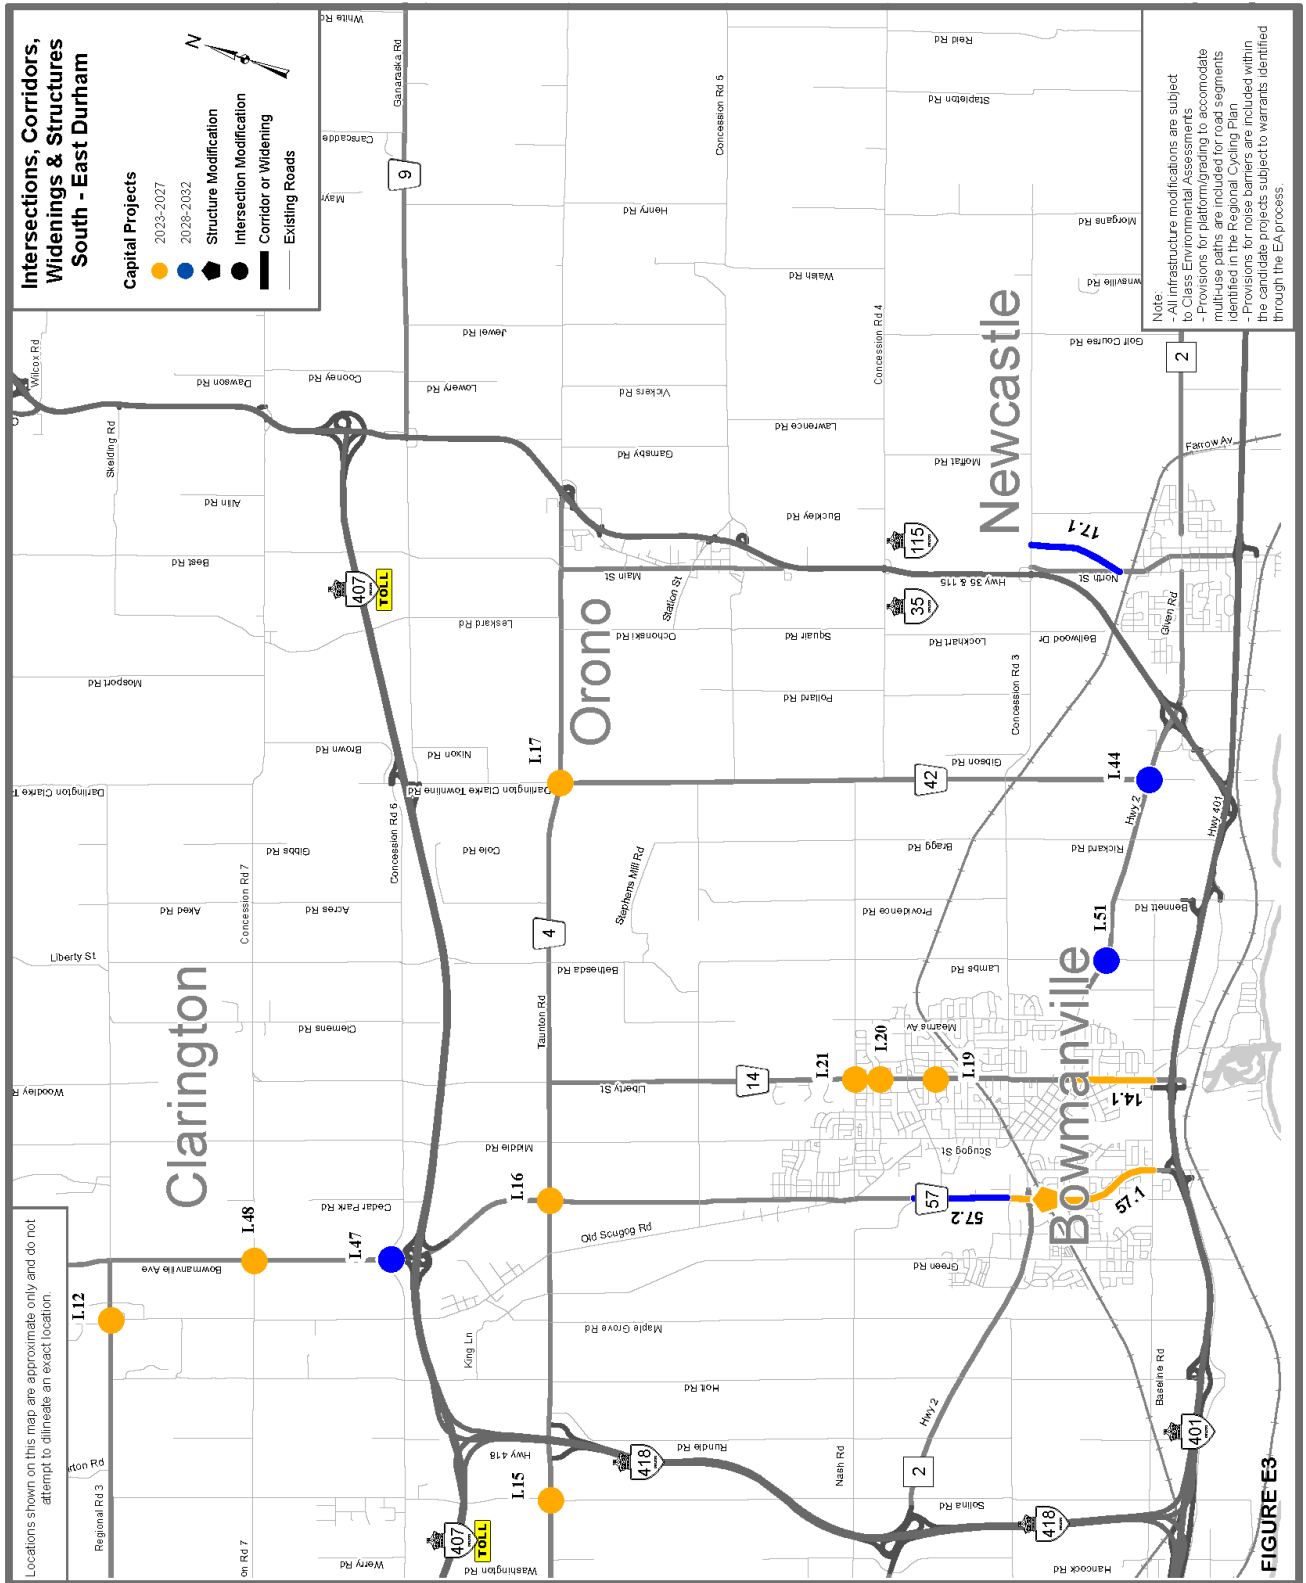 Locations shown on this map are approximate only and do not
attempt to dilineate an exact location.
Intersections, Corridors,
Widenings & Structures
South - East Durham
Capital Projects
2023-2027
2028-2032
Structure Modification
Intersection Modification
Corridor or Widening
Existing Roads
N
Note:
- All infrastructure modifications are subject
to Class Environmental Assessments
- Provisions for platform/grading to accomodate
multi-use paths are included for road segments
identified in the Regional Cycling Plan
- Provisions for noise barriers are included within
the candidate projects subject to warrants identified
through the EA process.
FIGURE E3
Clarington
Orono
Newcastle
Bowmanville
I.12
I.48
I.47
I.16
I.15
I.17
I.21
I.20
I.19
I.51
I.44
14.1
17.1
57.1
57.2
407
TOLL
407
TOLL
418
418
401
35
115
2
2
4
9
14
42
57
White Rd
Ganaraska Rd
Carscadde
Mayn
Concession Rd 5
Reid Rd
Stapleton Rd
Henry Rd
Morgans Rd
Walsh Rd
wnsville Rd
Jewel Rd
Concession Rd 4
Golf Course Rd
Wilcox Rd
Dawson Rd
Cooney Rd
Lowery Rd
Vickers Rd
Lawrence Rd
Skelding Rd
Gamsby Rd
Moffat Rd
Farrow Av
Allin Rd
Buckley Rd
Best Rd
Main St
Station St
Hwy 35 & 115
North St
Given Rd
Leskard Rd
Ochonski Rd
Squair Rd
Lockhart Rd
Bellwood Dr
Mosport Rd
Pollard Rd
Concession Rd 3
Brown Rd
Nixon Rd
Gibson Rd
Darlington Clarke T
Darlington Clarke Townline Rd
Concession Rd 6
Hwy 2
Hwy 401
Gibbs Rd
Cole Rd
Stephens Mill Rd
Bragg Rd
Rickard Rd
Concession Rd 7
Aked Rd
Acres Rd
Providence Rd
Bennett Rd
Liberty St
Bethesda Rd
Lambs Rd
Clemens Rd
Taunton Rd
Mearns Av
Woodley R
Liberty St
Middle Rd
Scugog St
Cedar Park Rd
Old Scugog Rd
Bowmanville Ave
Green Rd
Maple Grove Rd
King Ln
Holt Rd
Baseline Rd
Hwy 2
Rundle Rd
Hwy 418
Nash Rd
Regional Rd 3
Solina Rd
on Rd 7
Werry Rd
Washington Rd
Hancock Rd